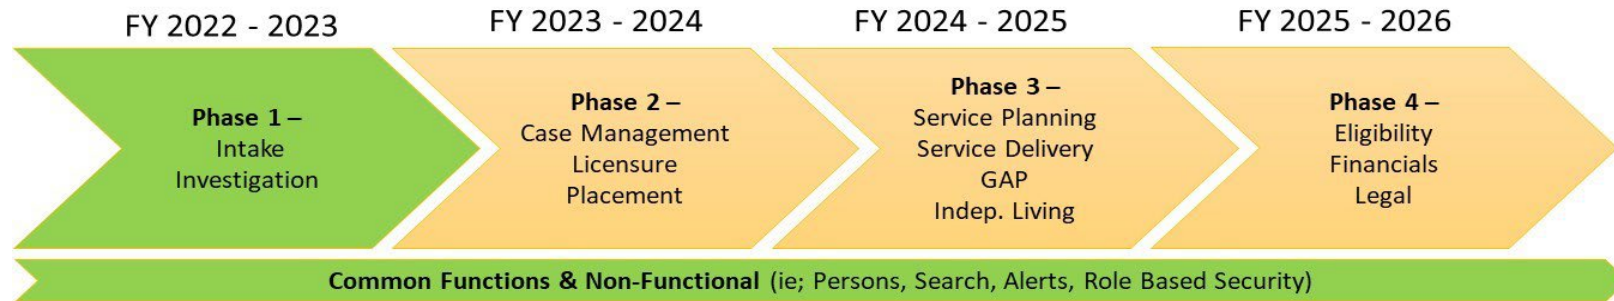 FY 2022 - 2023
FY 2023 - 2024
FY 2024 - 2025
FY 2025 - 2026
Phase 1 –
Intake
Investigation
Phase 2 –
Case Management
Licensure
Placement
Phase 3 –
Service Planning
Service Delivery
GAP
Indep. Living
Phase 4 –
Eligibility
Financials
Legal
Common Functions & Non-Functional (ie; Persons, Search, Alerts, Role Based Security)